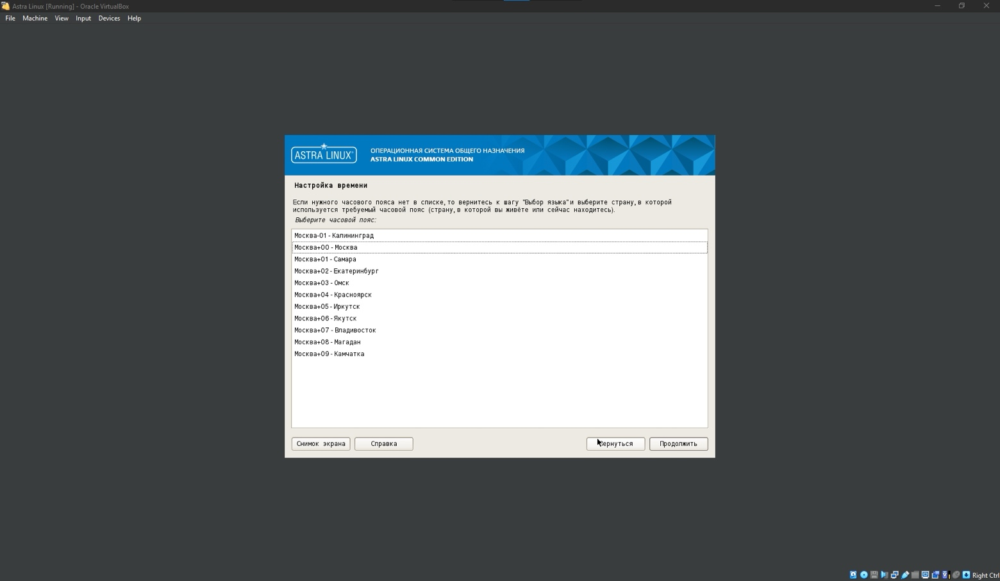 Astra Linux [Running] - Oracle VirtualBox
File Machine View Input Devices Help
ASTRA LINUX®
ОПЕРАЦИОННАЯ СИСТЕМА ОБЩЕГО НАЗНАЧЕНИЯ
ASTRA LINUX COMMON EDITION
Настройка времени
Если нужного часового пояса нет в списке, то вернитесь к шагу "Выбор языка" и выберите страну, в которой
используется требуемый часовой пояс (страну, в которой вы живёте или сейчас находитесь).
Выберите часовой пояс:
Москва-01 - Калининград
Москва+00 - Москва
Москва+01 - Самара
Москва+02 - Екатеринбург
Москва+03 - Омск
Москва+04 - Красноярск
Москва+05 - Иркутск
Москва+06 - Якутск
Москва+07 - Владивосток
Москва+08 - Магадан
Москва+09 - Камчатка
Снимок экрана Справка Вернуться Продолжить
Right Ctrl